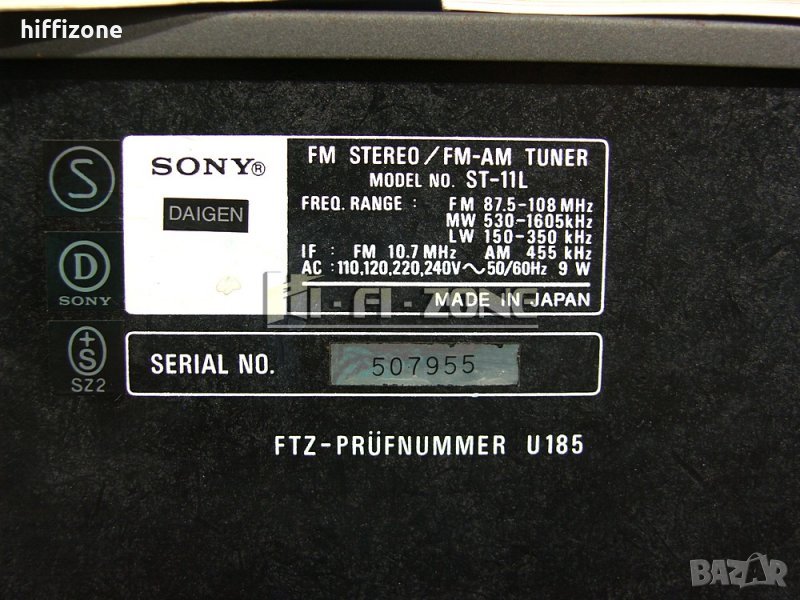 hiffizone
S
SONY®
DAIGEN
FM STEREO/FM-AM TUNER
MODEL NO. ST-11L
FREQ. RANGE : FM 87.5-108 MHz
MW 530-1605kHz
LW 150-350 kHz
IF : FM 10.7 MHz AM 455 kHz
AC : 110,120,220,240V~50/60Hz 9 W
D
SONY
HI-FI-ZONE
MADE IN JAPAN
+S
SZ2
SERIAL NO. 507955
FTZ-PRÜFNUMMER U185
BAZAR